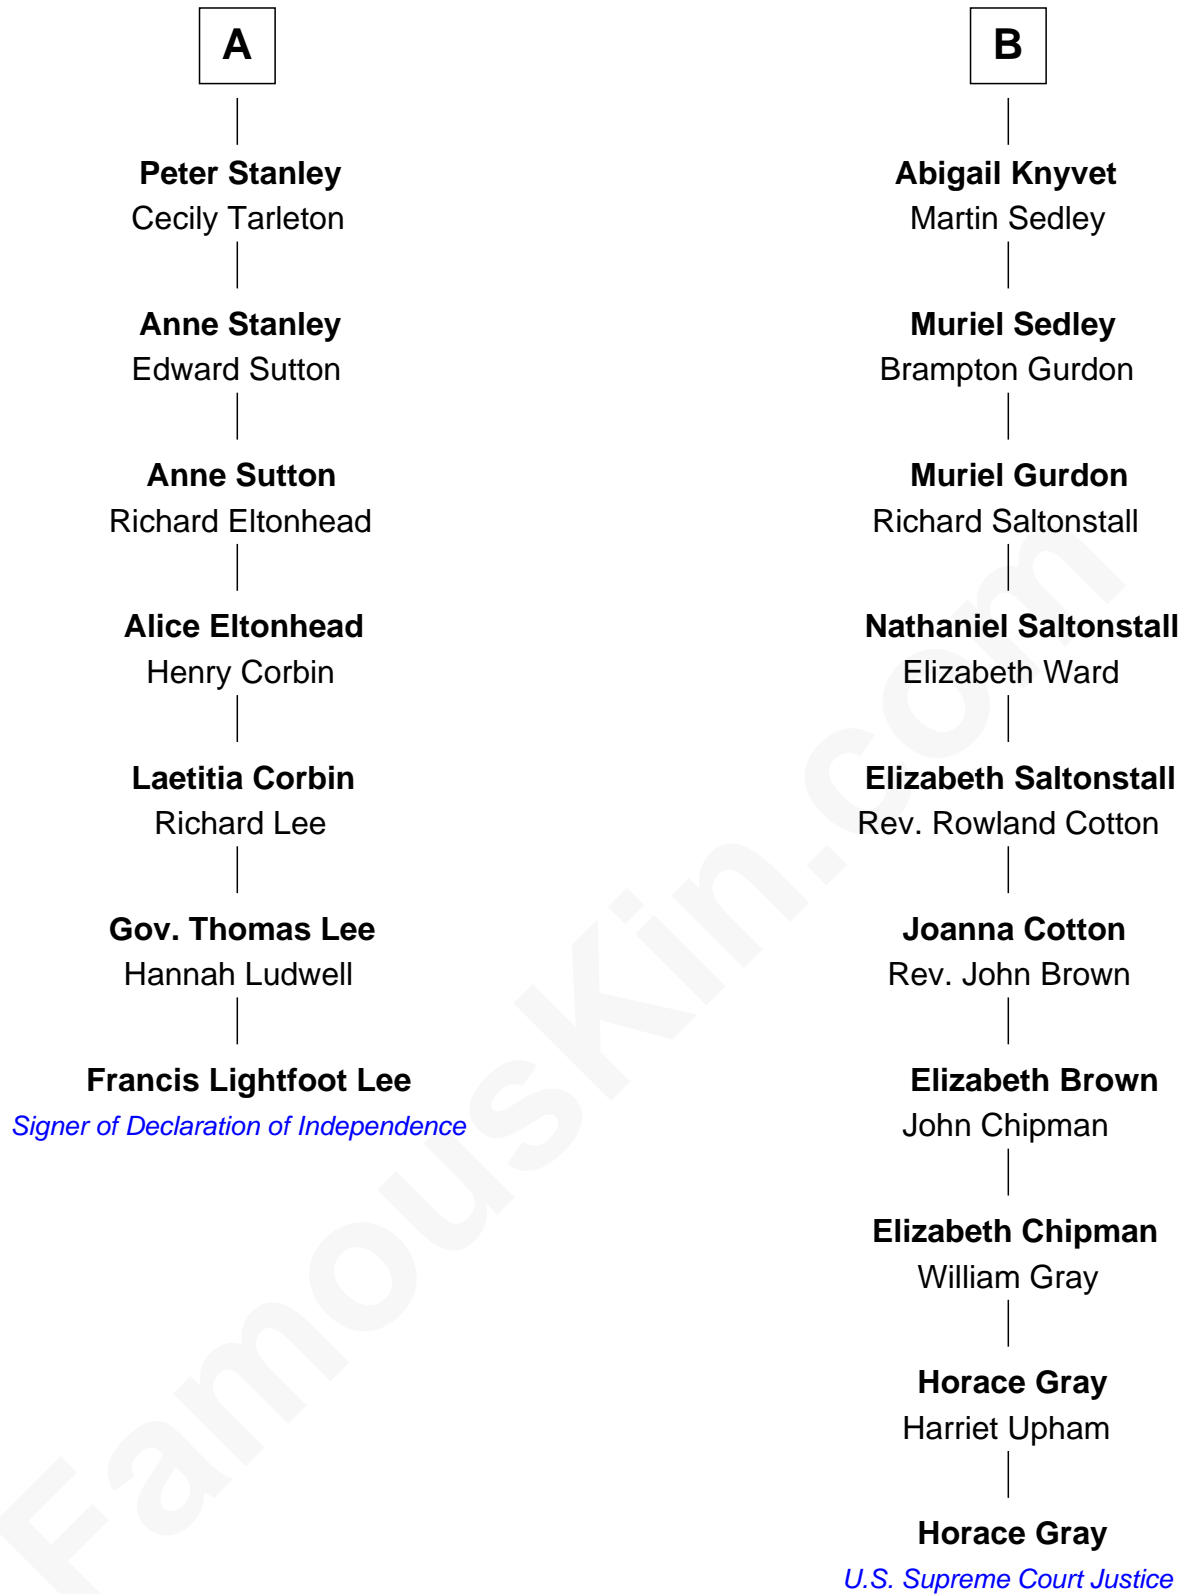 A
Peter Stanley
Cecily Tarleton
Anne Stanley
Edward Sutton
Anne Sutton
Richard Eltonhead
Alice Eltonhead
Henry Corbin
Laetitia Corbin
Richard Lee
Gov. Thomas Lee
Hannah Ludwell
Francis Lightfoot Lee
Signer of Declaration of Independence
B
Abigail Knyvet
Martin Sedley
Muriel Sedley
Brampton Gurdon
Muriel Gurdon
Richard Saltonstall
Nathaniel Saltonstall
Elizabeth Ward
Elizabeth Saltonstall
Rev. Rowland Cotton
Joanna Cotton
Rev. John Brown
Elizabeth Brown
John Chipman
Elizabeth Chipman
William Gray
Horace Gray
Harriet Upham
Horace Gray
U.S. Supreme Court Justice
FamousKin.com